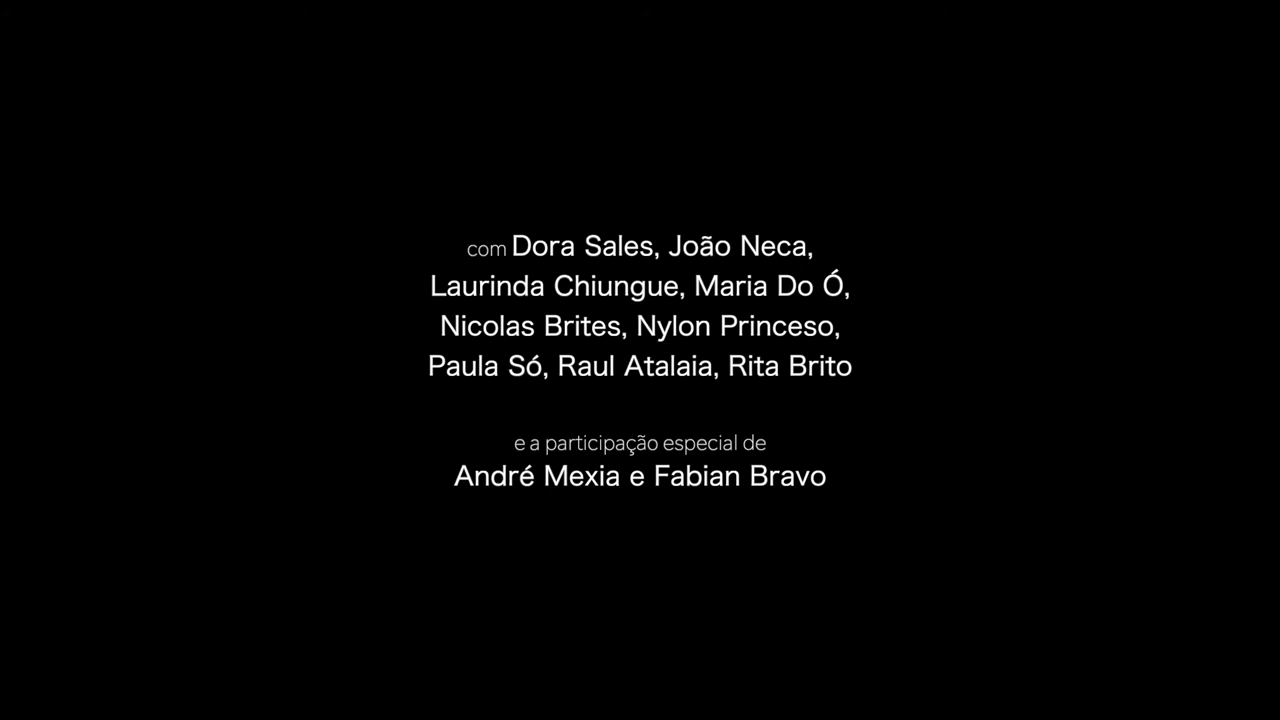 com Dora Sales, João Neca,
Laurinda Chiungue, Maria Do Ó,
Nicolas Brites, Nylon Princeso,
Paula Só, Raul Atalaia, Rita Brito
e a participação especial de
André Mexia e Fabian Bravo